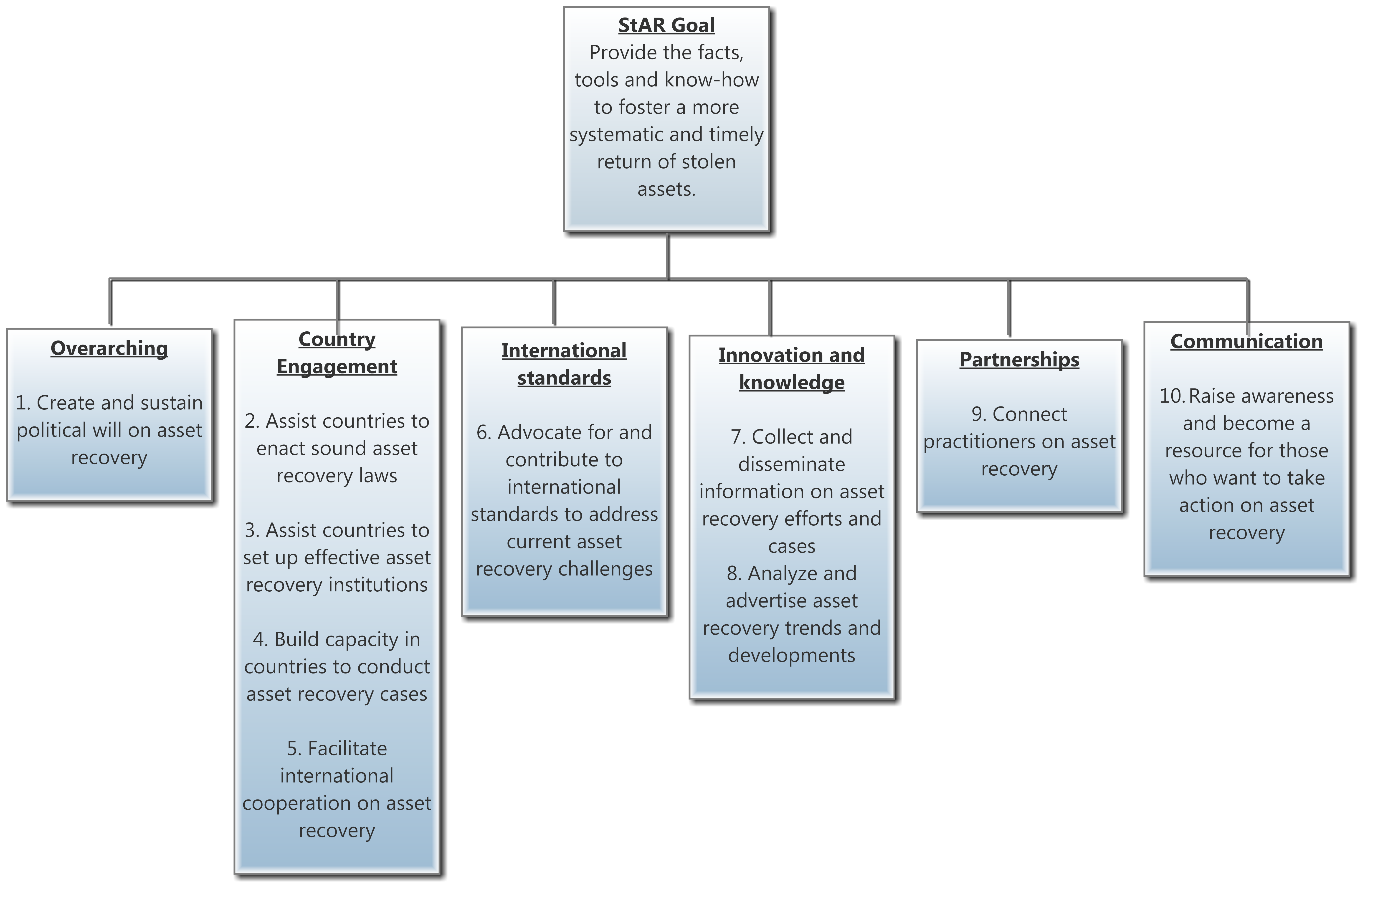 StAR Goal
Provide the facts,
tools and know-how
to foster a more
systematic and timely
return of stolen
assets.
Overarching
1. Create and sustain
political will on asset
recovery
Country
Engagement
2. Assist countries to
enact sound asset
recovery laws
3. Assist countries to
set up effective asset
recovery institutions
4. Build capacity in
countries to conduct
asset recovery cases
5. Facilitate
international
cooperation on asset
recovery
International
standards
6. Advocate for and
contribute to
international
standards to address
current asset
recovery challenges
Innovation and
knowledge
7. Collect and
disseminate
information on asset
recovery efforts and
cases
8. Analyze and
advertise asset
recovery trends and
developments
Partnerships
9. Connect
practitioners on asset
recovery
Communication
10. Raise awareness
and become a
resource for those
who want to take
action on asset
recovery